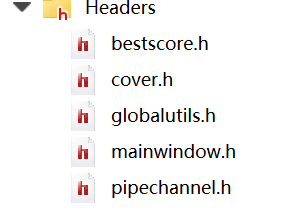 Headers
bestscore.h
cover.h
globalutils.h
mainwindow.h
pipechannel.h